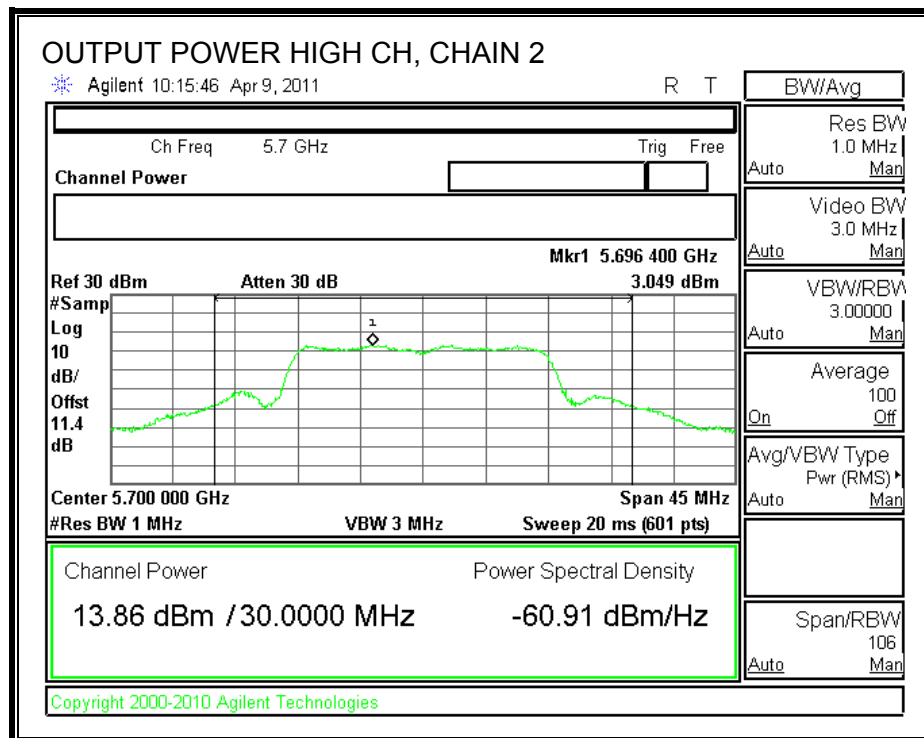 OUTPUT POWER HIGH CH, CHAIN 2
Agilent 10:15:46 Apr 9, 2011 R T
BW/Avg
Ch Freq 5.7 GHz Trig Free
Channel Power
Mkr1 5.696 400 GHz
Ref 30 dBm Atten 30 dB 3.049 dBm
#Samp
Log
10
dB/
Offst
11.4
dB
1
Center 5.700 000 GHz Span 45 MHz
#Res BW 1 MHz VBW 3 MHz Sweep 20 ms (601 pts)
Channel Power Power Spectral Density
13.86 dBm / 30.0000 MHz -60.91 dBm/Hz
Copyright 2000-2010 Agilent Technologies
Res BW
1.0 MHz
Auto Man
Video BW
3.0 MHz
Auto Man
VBW/RBW
3.00000
Auto Man
Average
100
On Off
Avg/VBW Type
Pwr (RMS)
Auto Man
Span/RBW
106
Auto Man